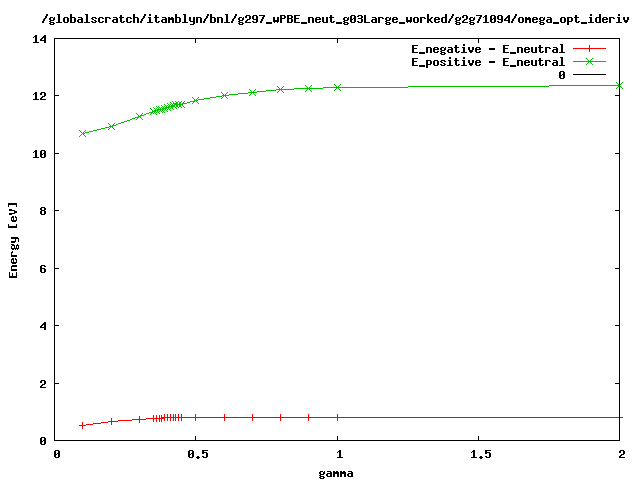 /globalscratch/itamblyn/bnl/g297_wPBE_neut_g03Large_worked/g2g71094/omega_opt_ideriv
E_negative - E_neutral
E_positive - E_neutral
0
14
12
10
8
6
4
2
0
Energy [eV]
0 0.5 1 1.5 2
gamma